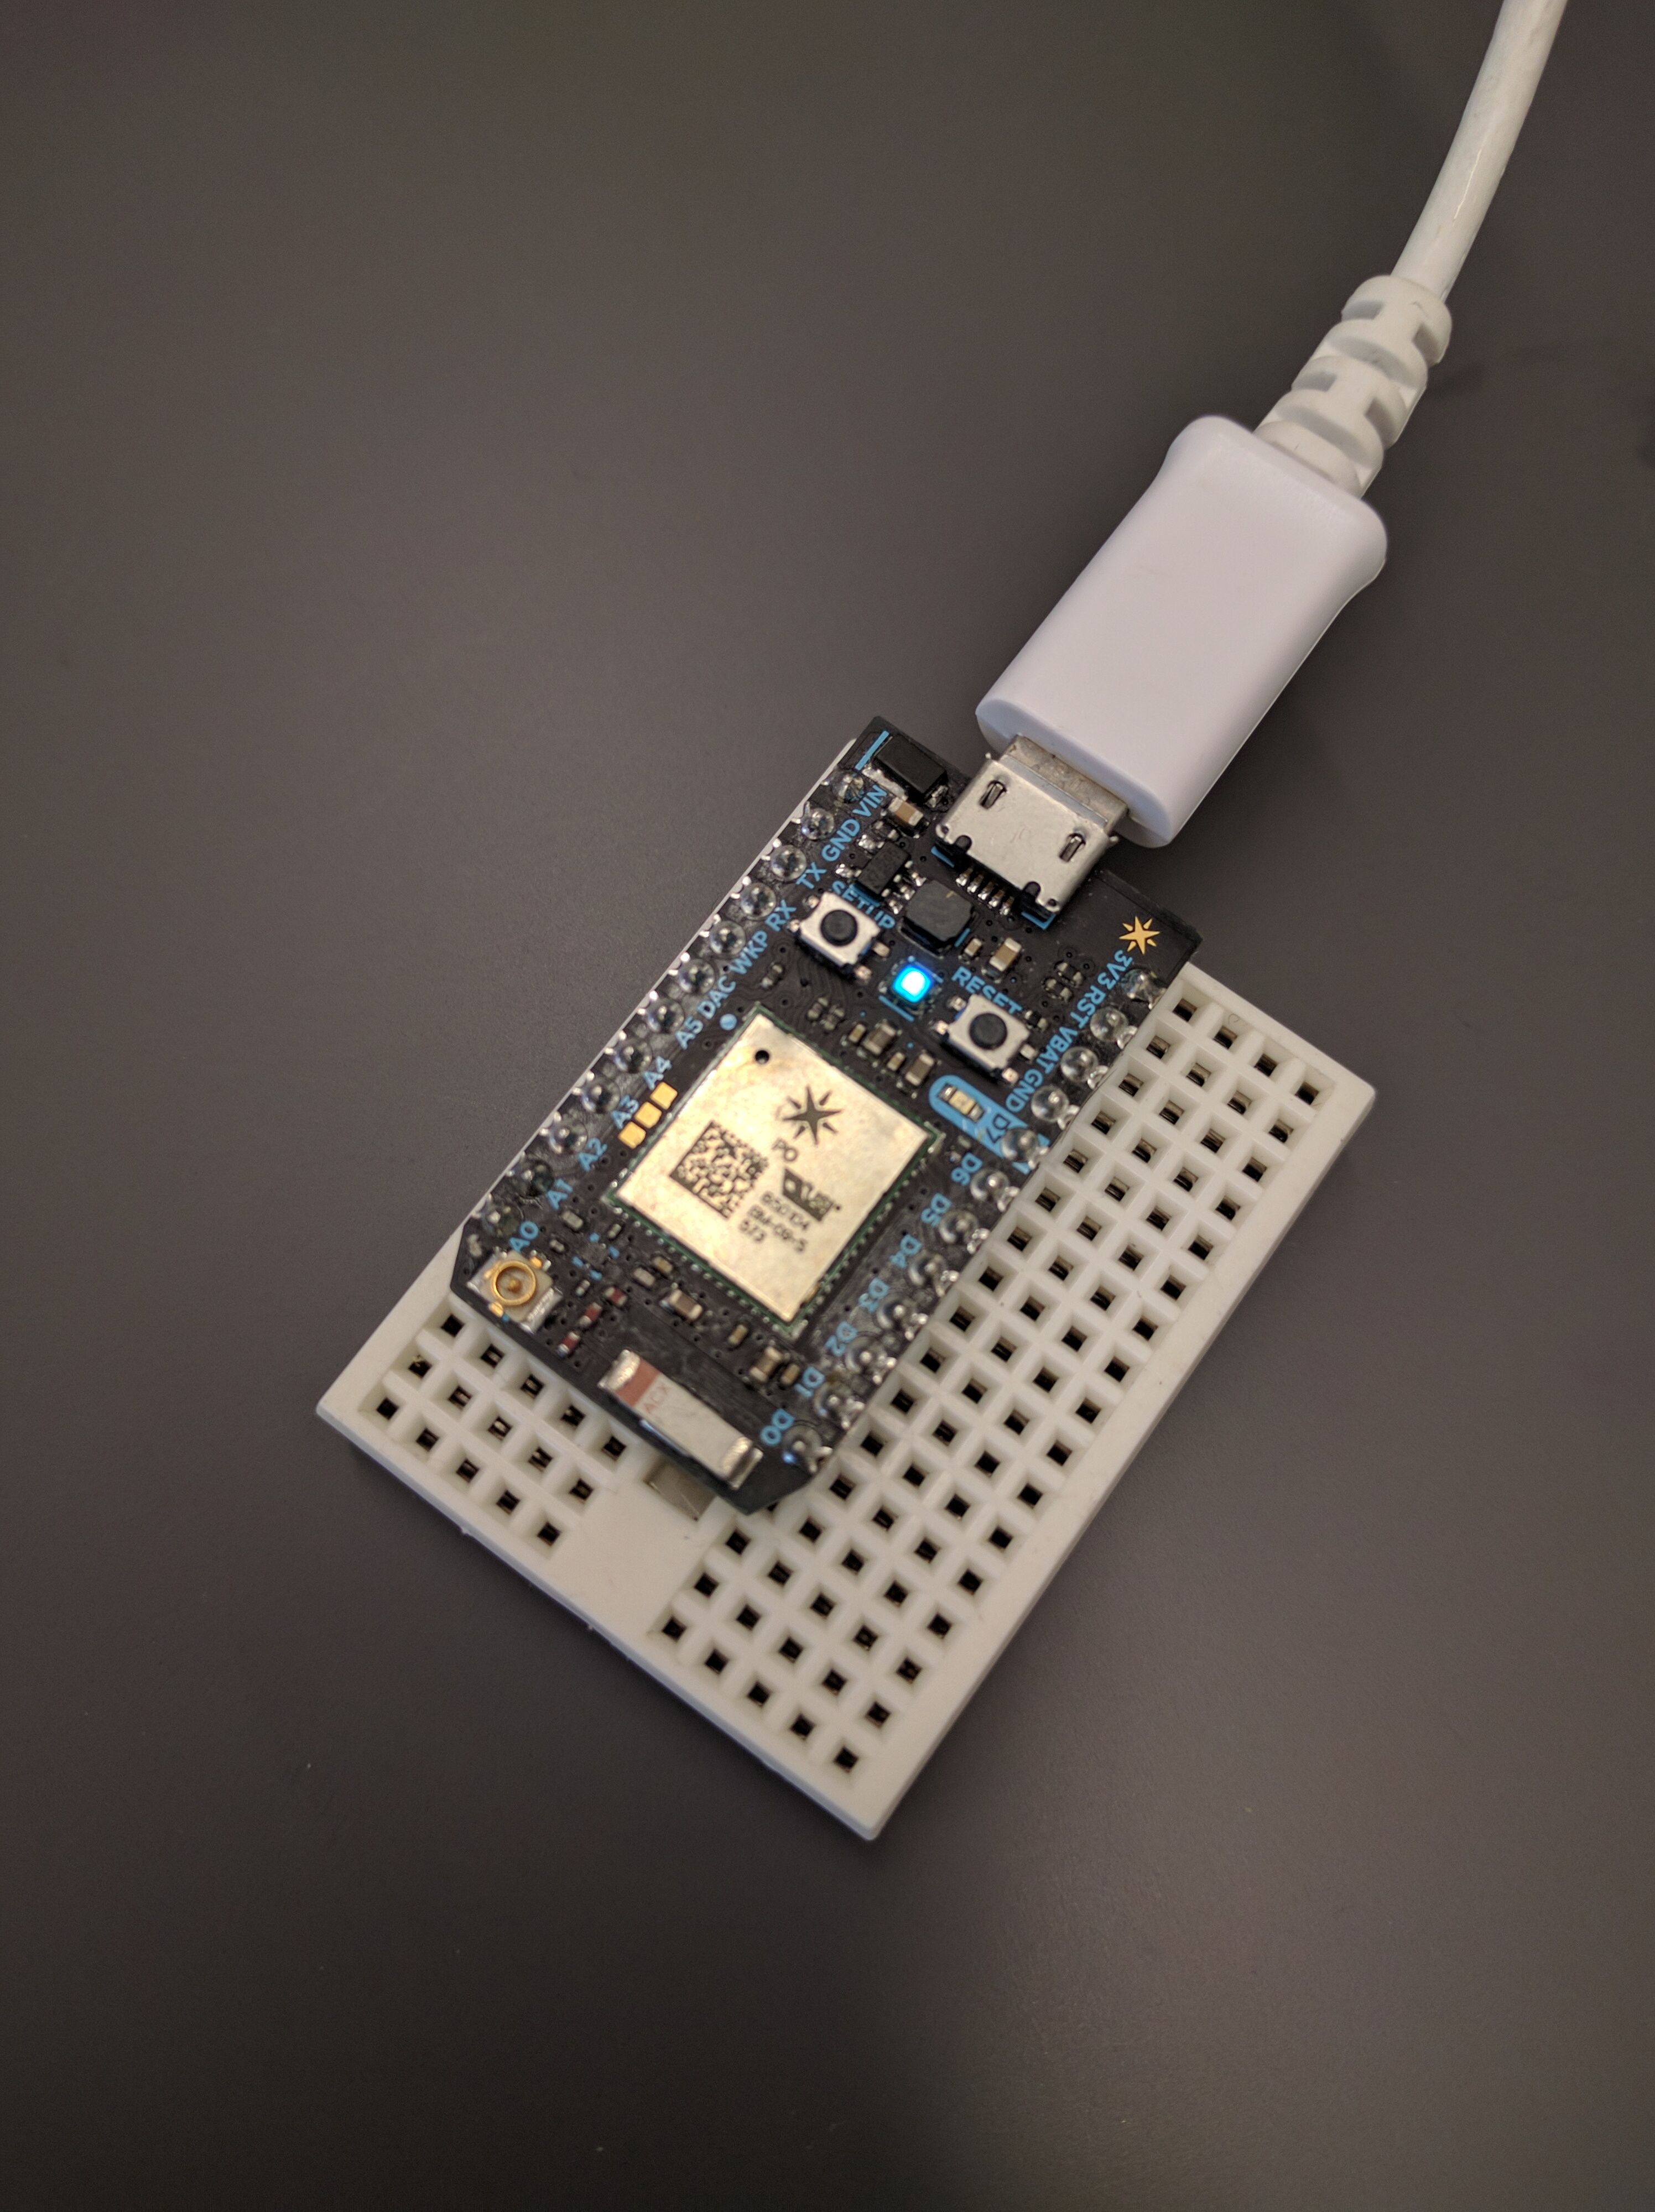 VIN
GND
TX
RX
WKP
DAC
A5
A4
A3
A2
A1
A0
SETUP
RESET
3V3
RST
VBAT
GND
D7
D6
D5
D4
D3
D2
D1
D0
P0
ACX